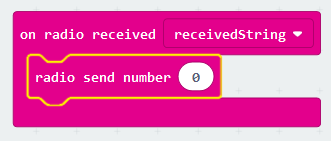 on radio received receivedString
radio send number 0